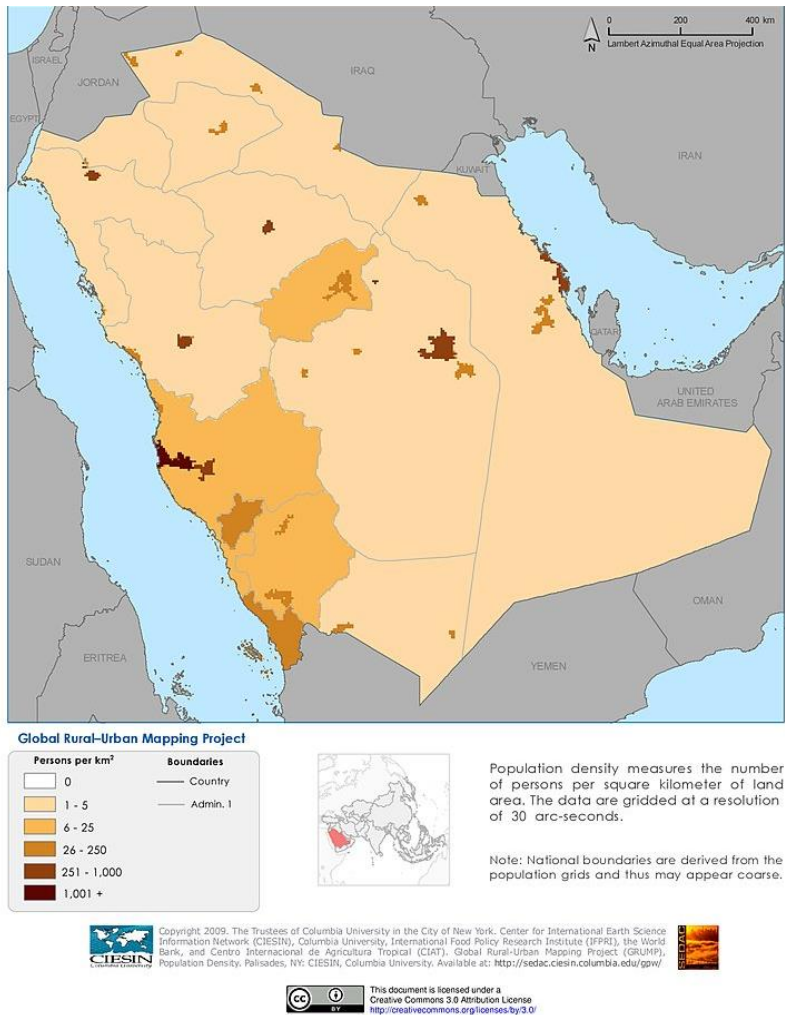 0 200 400 km
N
Lambert Azimuthal Equal Area Projection
ISRAEL
JORDAN
IRAQ
EGYPT
KUWAIT
IRAN
QATAR
UNITED
ARAB EMIRATES
SUDAN
OMAN
ERITREA
YEMEN
Global Rural–Urban Mapping Project
Persons per km²
0
1 - 5
6 - 25
26 - 250
251 - 1,000
1,001 +
Boundaries
Country
Admin. 1
Population density measures the number
of persons per square kilometer of land
area. The data are gridded at a resolution
of 30 arc-seconds.
Note: National boundaries are derived from the
population grids and thus may appear coarse.
CIESIN
Columbia University
SEDAC
Copyright 2009. The Trustees of Columbia University in the City of New York. Center for International Earth Science
Information Network (CIESIN), Columbia University, International Food Policy Research Institute (IFPRI), the World
Bank, and Centro Internacional de Agricultura Tropical (CIAT). Global Rural-Urban Mapping Project (GRUMP),
Population Density. Palisades, NY: CIESIN, Columbia University. Available at: http://sedac.ciesin.columbia.edu/gpw/
cc
BY
This document is licensed under a
Creative Commons 3.0 Attribution License
http://creativecommons.org/licenses/by/3.0/